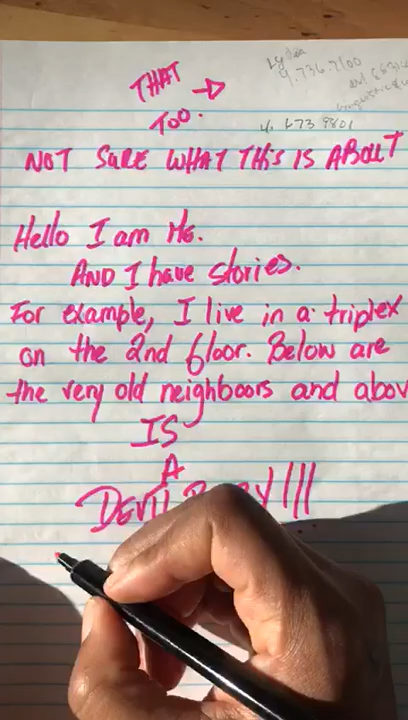 THAT
TOO.
Lydia
NOT SURE WHAT THIS IS ABOUT
Hello I am Me.
AND I have stories.
For example, I live in a triplex
on the 2nd floor. Below are
the very old neighboors and abov
IS
A
DEVIL !!!